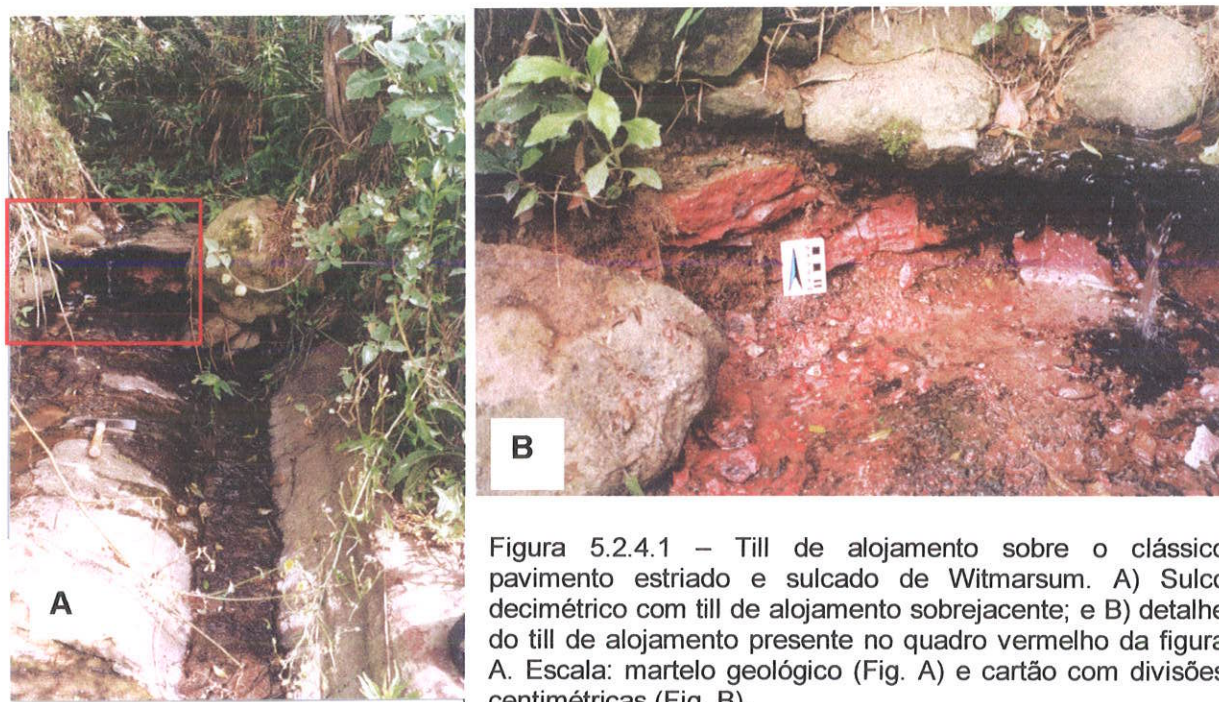 A
B
Figura 5.2.4.1 – Till de alojamento sobre o clássico
pavimento estriado e sulcado de Witmarsum. A) Sulco
decimétrico com till de alojamento sobrejacente; e B) detalhe
do till de alojamento presente no quadro vermelho da figura
A. Escala: martelo geológico (Fig. A) e cartão com divisões
centimétricas (Fig. B)